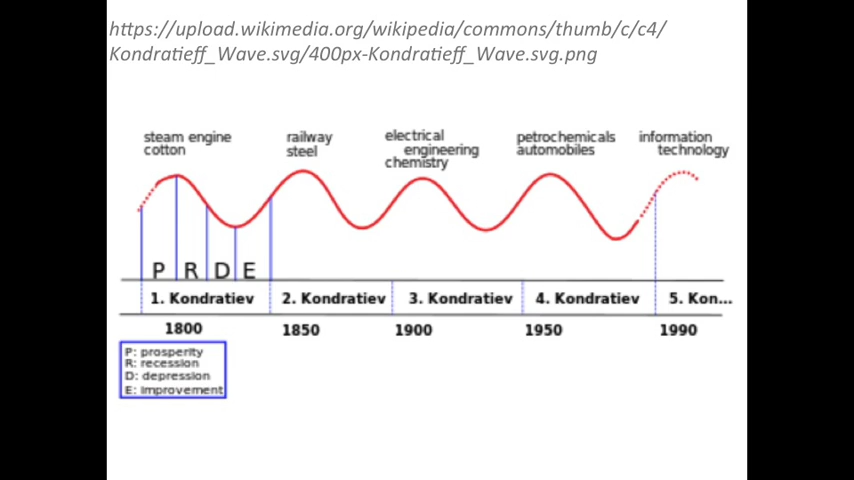 https://upload.wikimedia.org/wikipedia/commons/thumb/c/c4/
Kondratieff_Wave.svg/400px-Kondratieff_Wave.svg.png
steam engine
cotton
railway
steel
electrical
engineering
chemistry
petrochemicals
automobiles
information
technology
P R D E
1. Kondratiev 2. Kondratiev 3. Kondratiev 4. Kondratiev 5. Kon...
1800 1850 1900 1950 1990
P: prosperity
R: recession
D: depression
E: improvement